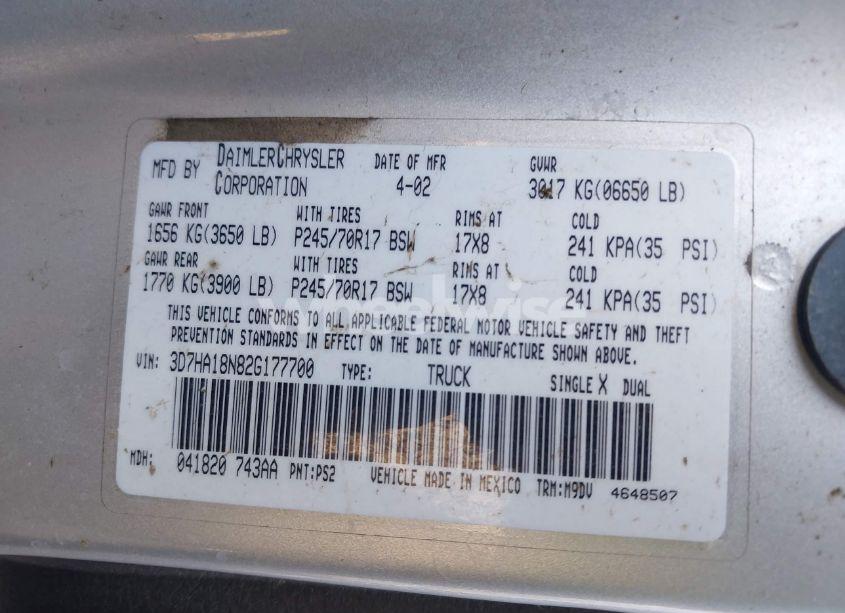 MFD BY DAIMLERCHRYSLER CORPORATION DATE OF MFR 4-02 GVWR 3017 KG(06650 LB)
GAWR FRONT WITH TIRES RIMS AT COLD
1656 KG(3650 LB) P245/70R17 BSW 17X8 241 KPA(35 PSI)
GAWR REAR WITH TIRES RIMS AT COLD
1770 KG(3900 LB) P245/70R17 BSW 17X8 241 KPA(35 PSI)
THIS VEHICLE CONFORMS TO ALL APPLICABLE FEDERAL MOTOR VEHICLE SAFETY AND THEFT
PREVENTION STANDARDS IN EFFECT ON THE DATE OF MANUFACTURE SHOWN ABOVE.
VIN: 3D7HA18N82G177700 TYPE: TRUCK SINGLE X DUAL
MDH: 041820 743AA PNT:PS2 VEHICLE MADE IN MEXICO TRM:M9DV 4648507
wheelwise